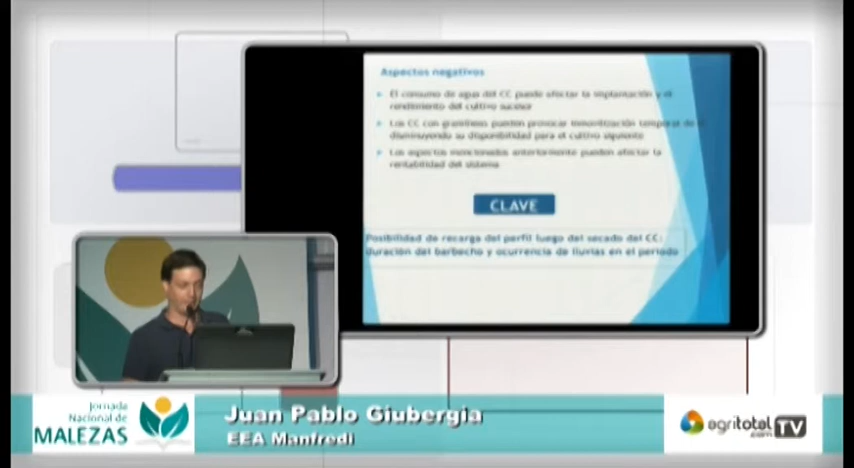 Aspectos negativos
El consumo de agua del CC puede afectar la implantación y el
rendimiento del cultivo sucesor
Los CC con gramíneas pueden provocar inmovilización temporal de
disminuyendo su disponibilidad para el cultivo siguiente
Los aspectos mencionados anteriormente pueden afectar la
rentabilidad del sistema
CLAVE
Posibilidad de recarga del perfil luego del secado del CC:
duración del barbecho y ocurrencia de lluvias en el período
Jornada
Nacional de
MALEZAS
Juan Pablo Giubergia
EEA Manfredi
agritotal
.com
TV